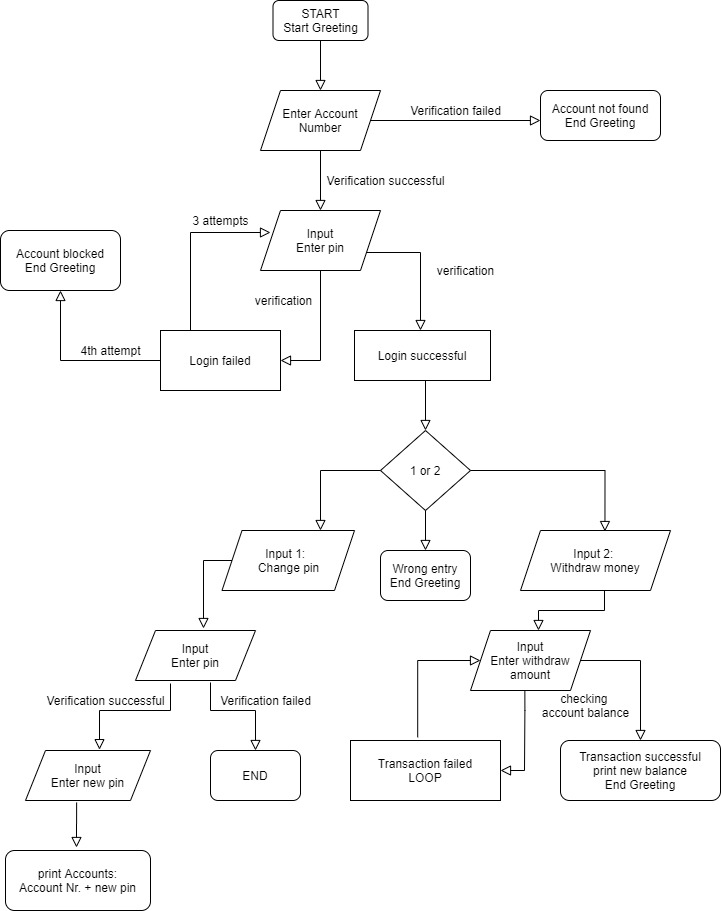 START
Start Greeting
Enter Account
Number
Verification failed
Account not found
End Greeting
Verification successful
3 attempts
Input
Enter pin
Account blocked
End Greeting
verification
verification
4th attempt
Login failed
Login successful
1 or 2
Input 1:
Change pin
Wrong entry
End Greeting
Input 2:
Withdraw money
Input
Enter pin
Input
Enter withdraw
amount
Verification successful
Verification failed
checking
account balance
Input
Enter new pin
END
Transaction failed
LOOP
Transaction successful
print new balance
End Greeting
print Accounts:
Account Nr. + new pin